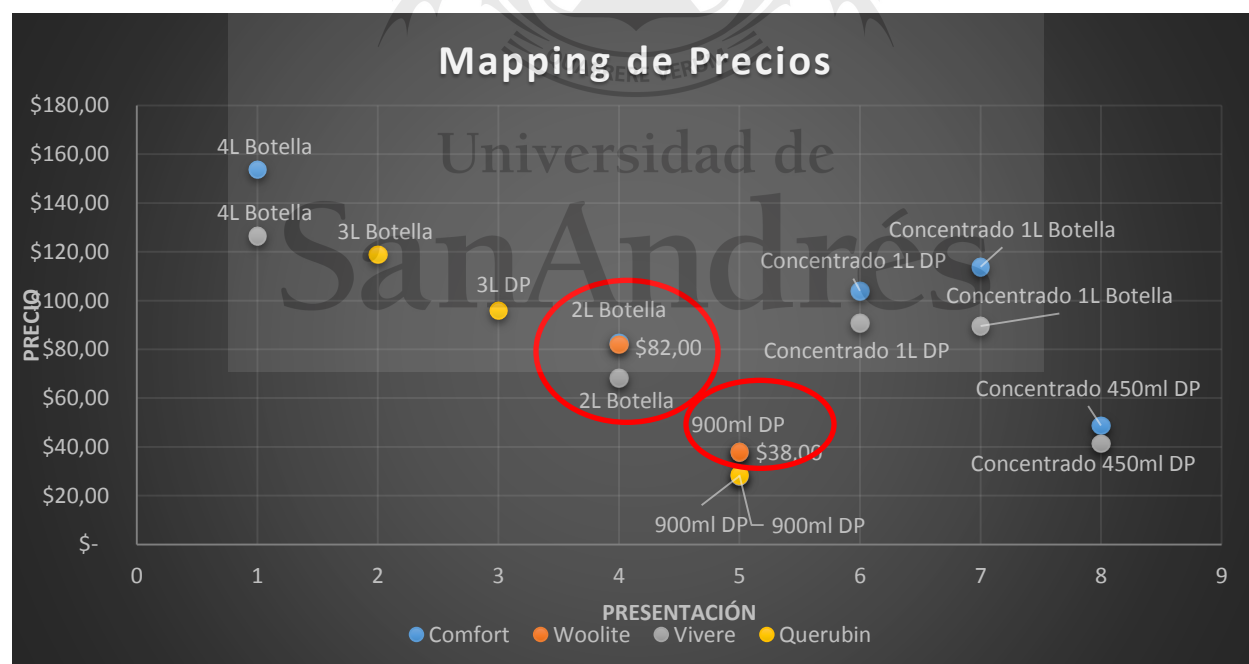 Mapping de Precios
Universidad de
SanAndrés
PRECIO
$180,00
$160,00
$140,00
$120,00
$100,00
$80,00
$60,00
$40,00
$20,00
$-
4L Botella
4L Botella
3L Botella
3L DP
2L Botella
$82,00
2L Botella
900ml DP
$38,00
900ml DP
900ml DP
Concentrado 1L DP
Concentrado 1L DP
Concentrado 1L Botella
Concentrado 1L Botella
Concentrado 450ml DP
Concentrado 450ml DP
0 1 2 3 4 5 6 7 8 9
PRESENTACIÓN
Comfort Woolite Vivere Querubin